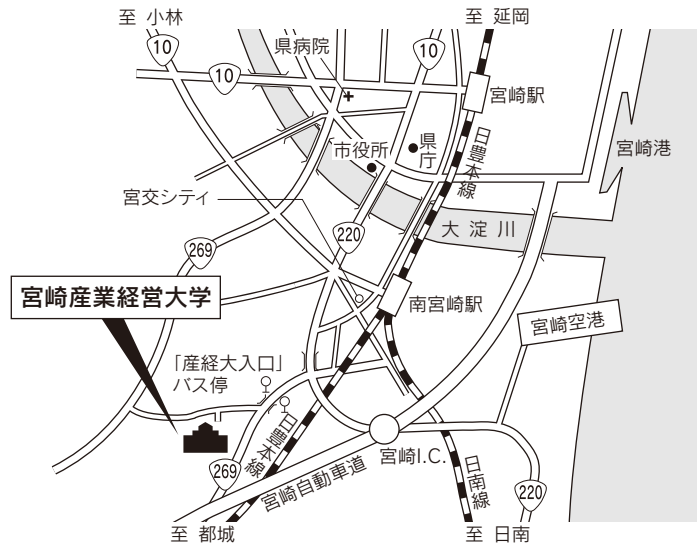 至 小林
至 延岡
10
県病院
10
10
宮崎駅
市役所
県庁
日豊本線
宮崎港
宮交シティ
220
大淀川
269
宮崎産業経営大学
南宮崎駅
宮崎空港
「産経大入口」
バス停
日豊本線
宮崎I.C.
269
宮崎自動車道
日南線
220
至 都城
至 日南